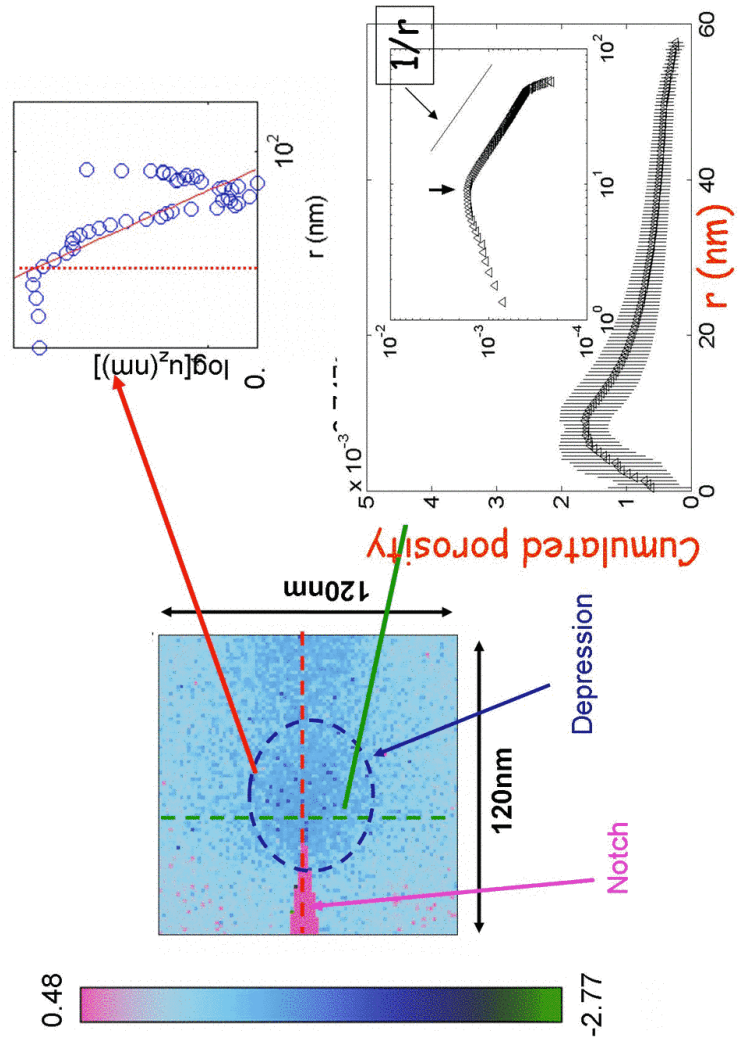 0.48
-2.77
120nm
120nm
Notch
Depression
log[u_z(nm)]
0.
10^2
r (nm)
x 10^-3
5
4
3
2
1
0
0
20
40
60
Cumulated porosity
r (nm)
10^-2
10^-3
10^-4
10^0
10^1
10^2
1/r